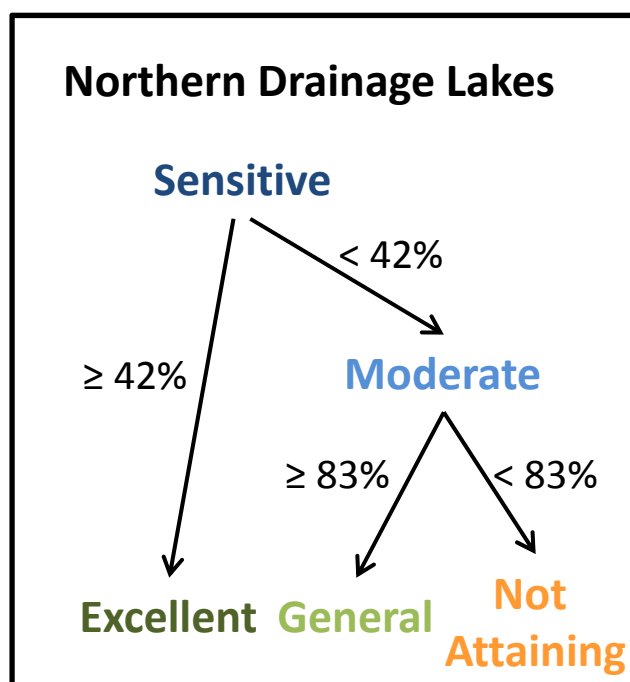 Northern Drainage Lakes
Sensitive
< 42%
≥ 42%
Moderate
≥ 83%
< 83%
Excellent
General
Not
Attaining